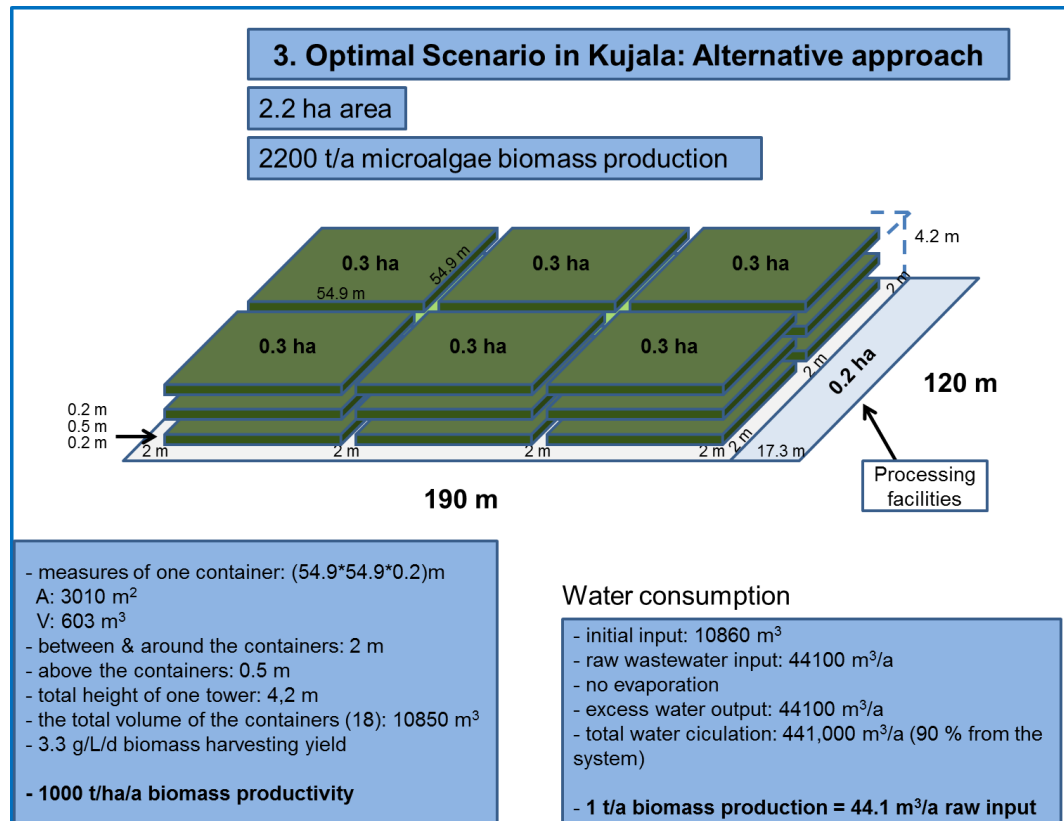 3. Optimal Scenario in Kujala: Alternative approach
2.2 ha area
2200 t/a microalgae biomass production
4.2 m
0.3 ha
0.3 ha
0.3 ha
54.9 m
54.9 m
2 m
0.3 ha
0.3 ha
0.3 ha
2 m
0.2 ha
120 m
0.2 m
0.5 m
0.2 m
2 m
2 m
2 m
2 m
2 m
17.3 m
Processing
facilities
190 m
- measures of one container: (54.9*54.9*0.2)m
A: 3010 m²
V: 603 m³
- between & around the containers: 2 m
- above the containers: 0.5 m
- total height of one tower: 4,2 m
- the total volume of the containers (18): 10850 m³
- 3.3 g/L/d biomass harvesting yield
- 1000 t/ha/a biomass productivity
Water consumption
- initial input: 10860 m³
- raw wastewater input: 44100 m³/a
- no evaporation
- excess water output: 44100 m³/a
- total water ciculation: 441,000 m³/a (90 % from the
system)
- 1 t/a biomass production = 44.1 m³/a raw input